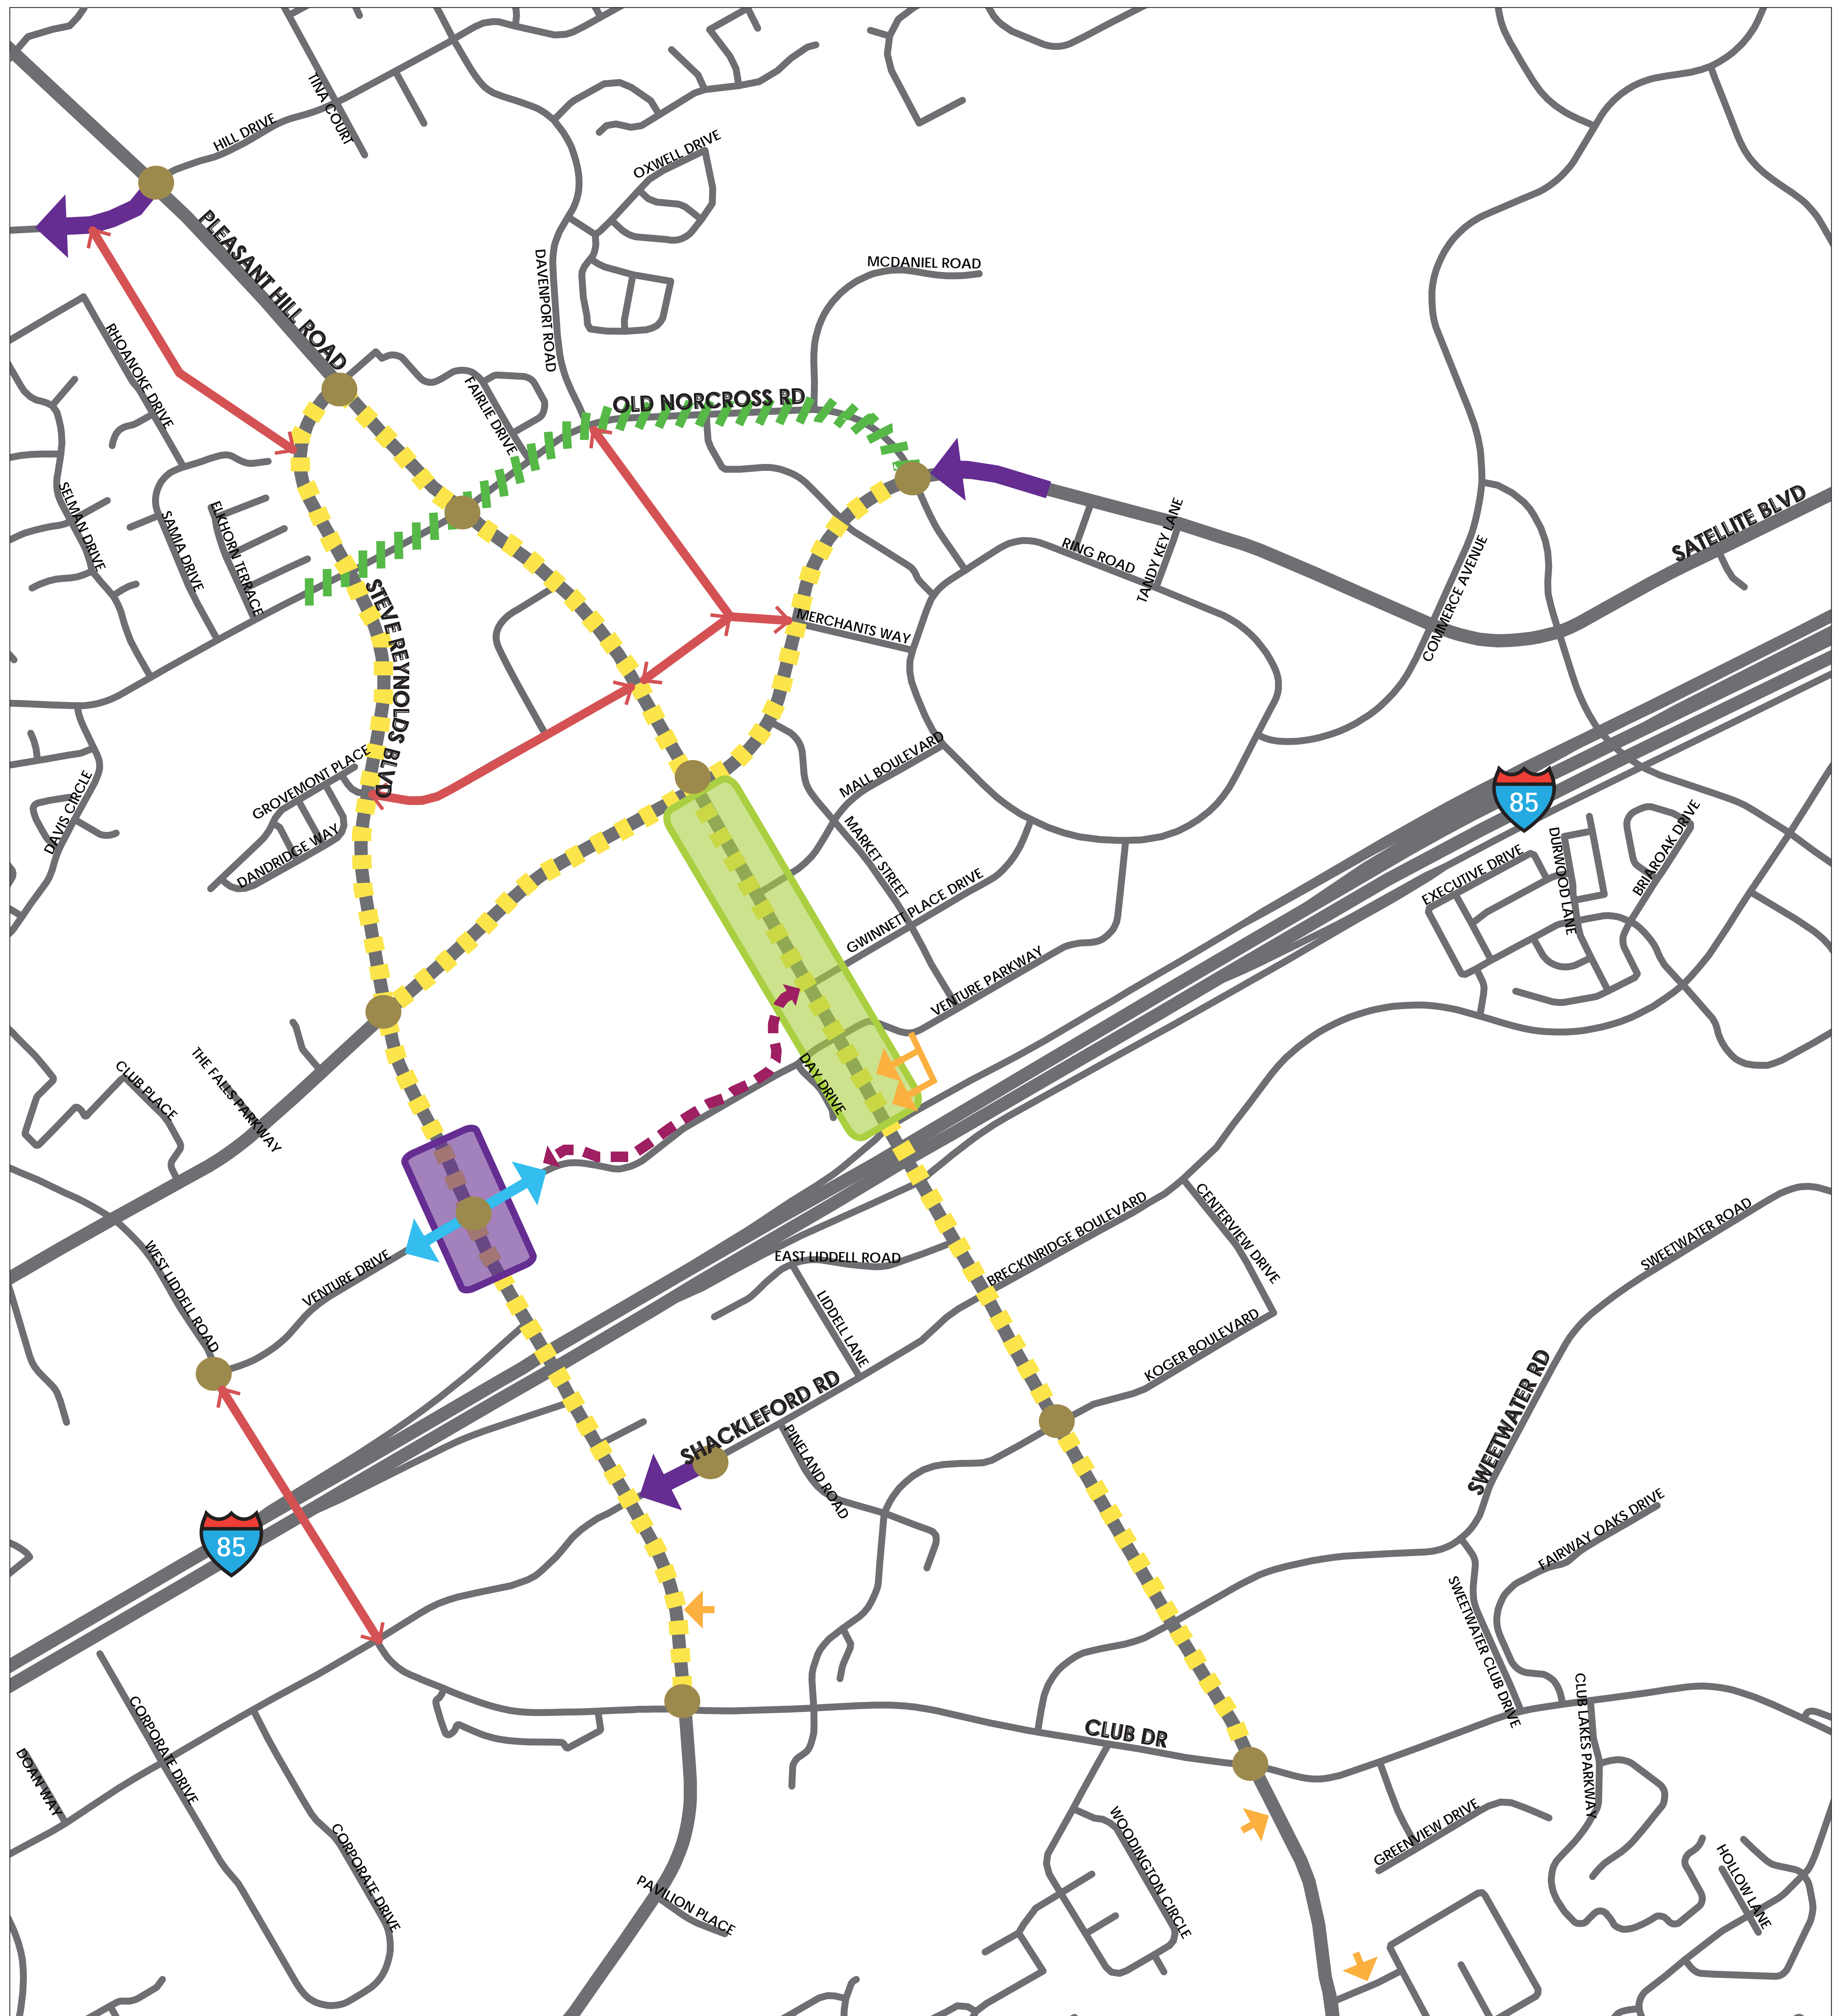 TINA COURT
HILL DRIVE
OXWELL DRIVE
PLEASANT HILL ROAD
DAVENPORT ROAD
MCDANIEL ROAD
RHOANOKE DRIVE
FAIRLIE DRIVE
OLD NORCROSS RD
SELMAN DRIVE
SAMIA DRIVE
ELKHORN TERRACE
RING ROAD
TANDY KEY LANE
COMMERCE AVENUE
SATELLITE BLVD
STEVE REYNOLDS BLVD
MERCHANTS WAY
GROVEMONT PLACE
DAVIS CIRCLE
DANDRIDGE WAY
MALL BOULEVARD
MARKET STREET
85
EXECUTIVE DRIVE
DURWOOD LANE
BRIAROAK DRIVE
GWINNETT PLACE DRIVE
VENTURE PARKWAY
CLUB PLACE
THE FALLS PARKWAY
DAY DRIVE
WEST LIDDELL ROAD
VENTURE DRIVE
EAST LIDDELL ROAD
LIDDELL LANE
BRECKINRIDGE BOULEVARD
CENTERVIEW DRIVE
SWEETWATER ROAD
KOGER BOULEVARD
SHACKLEFORD RD
PINELAND ROAD
SWEETWATER RD
85
FAIRWAY OAKS DRIVE
SWEETWATER CLUB DRIVE
CLUB LAKES PARKWAY
CORPORATE DRIVE
DOAN WAY
CLUB DR
CORPORATE DRIVE
WOODINGTON CIRCLE
GREENVIEW DRIVE
HOLLOW LANE
PAVILION PLACE